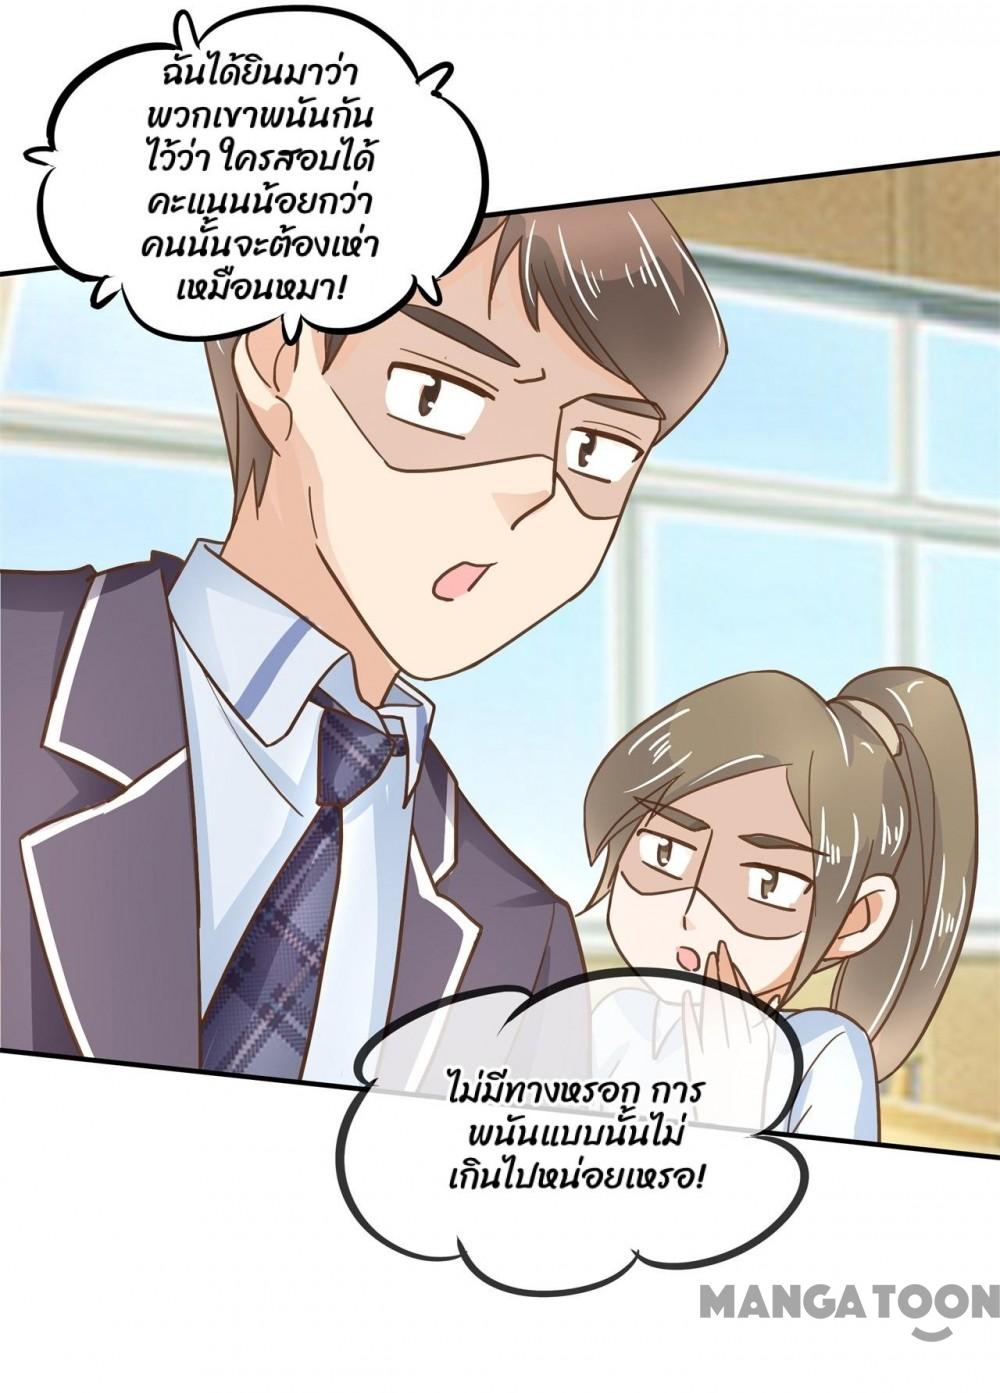 ฉันได้ยินมาว่า
พวกเขาพนันกัน
ไว้ว่า ใครสอบได้
คะแนนน้อยกว่า
คนนั้นจะต้องเห่า
เหมือนหมา!
ไม่มีทางหรอก การ
พนันแบบนั้นไม่
เกินไปหน่อยเหรอ!
MANGATOON